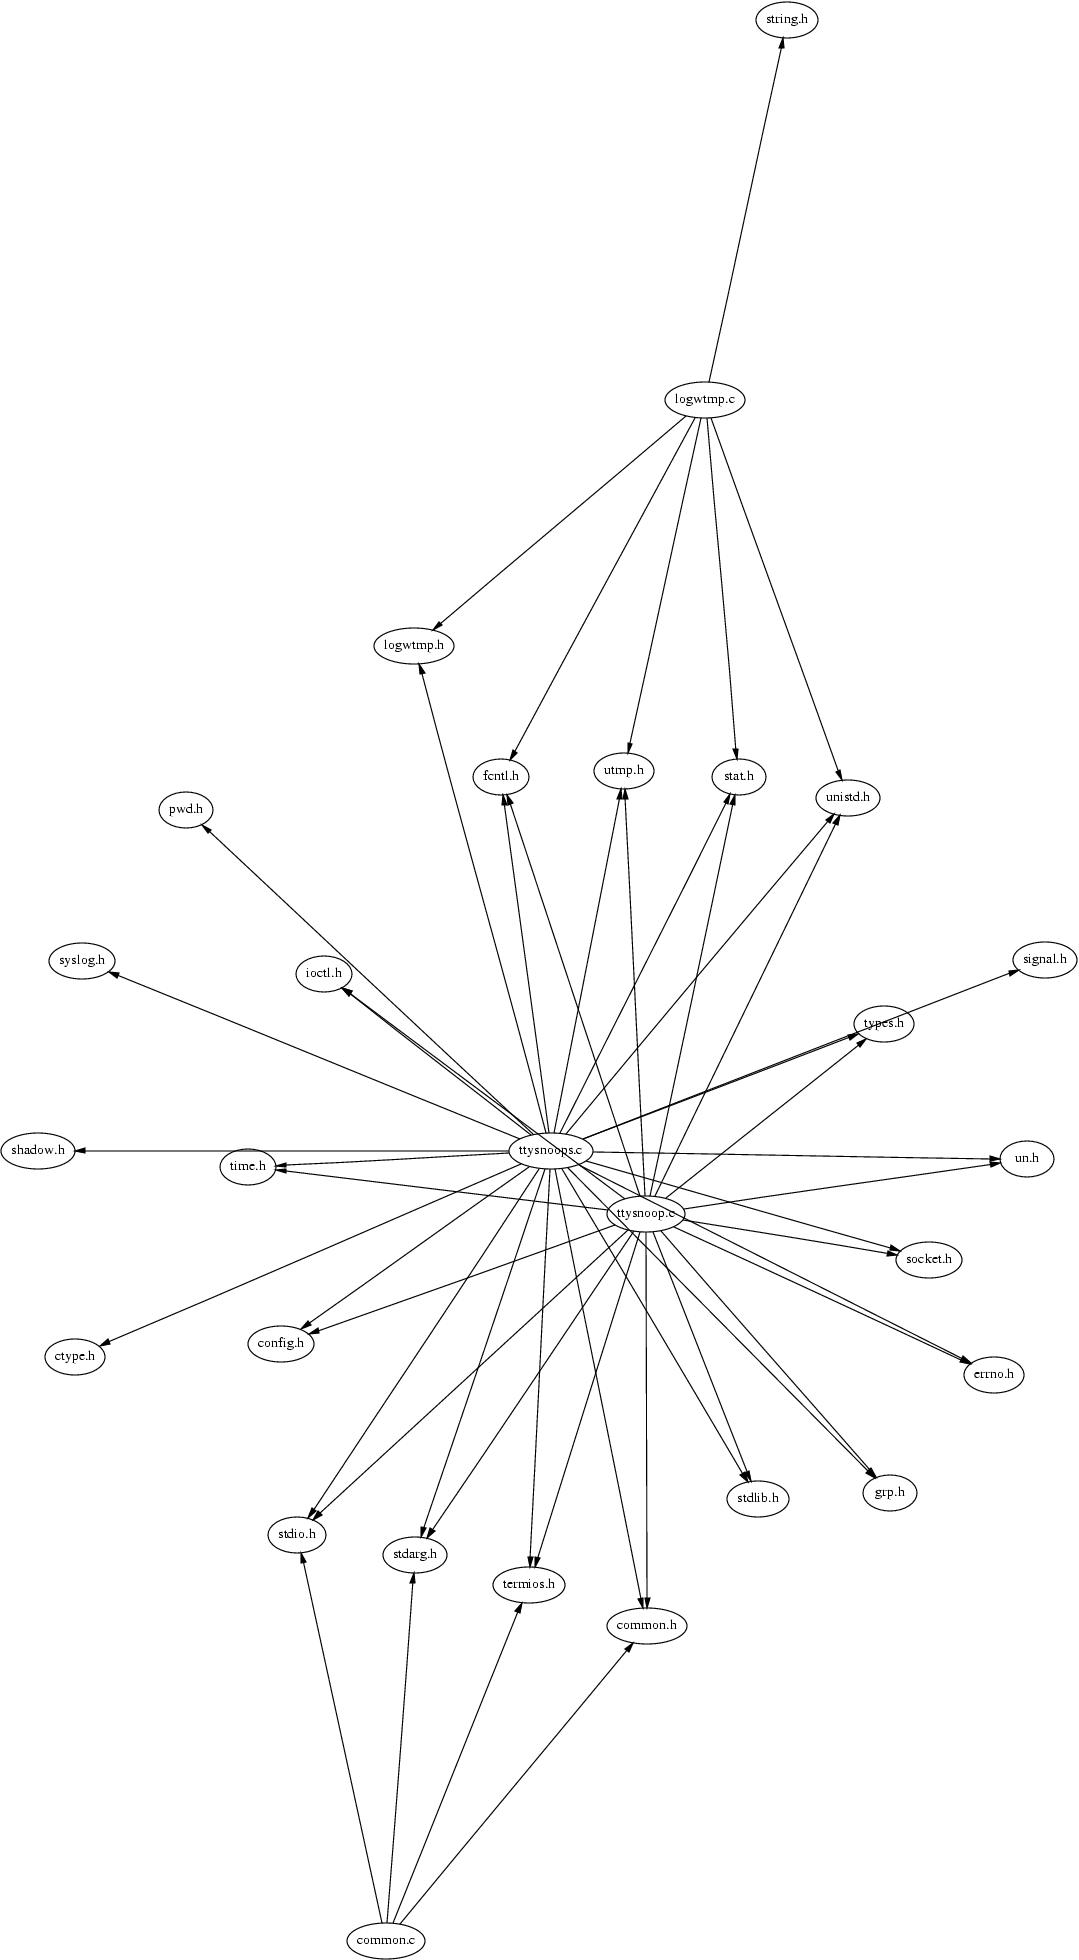 string.h
logwtmp.c
logwtmp.h
fcntl.h
utmp.h
stat.h
unistd.h
pwd.h
syslog.h
ioctl.h
signal.h
types.h
shadow.h
time.h
ttysnoops.c
un.h
ttysnoop.c
socket.h
ctype.h
config.h
errno.h
stdlib.h
grp.h
stdio.h
stdarg.h
termios.h
common.h
common.c